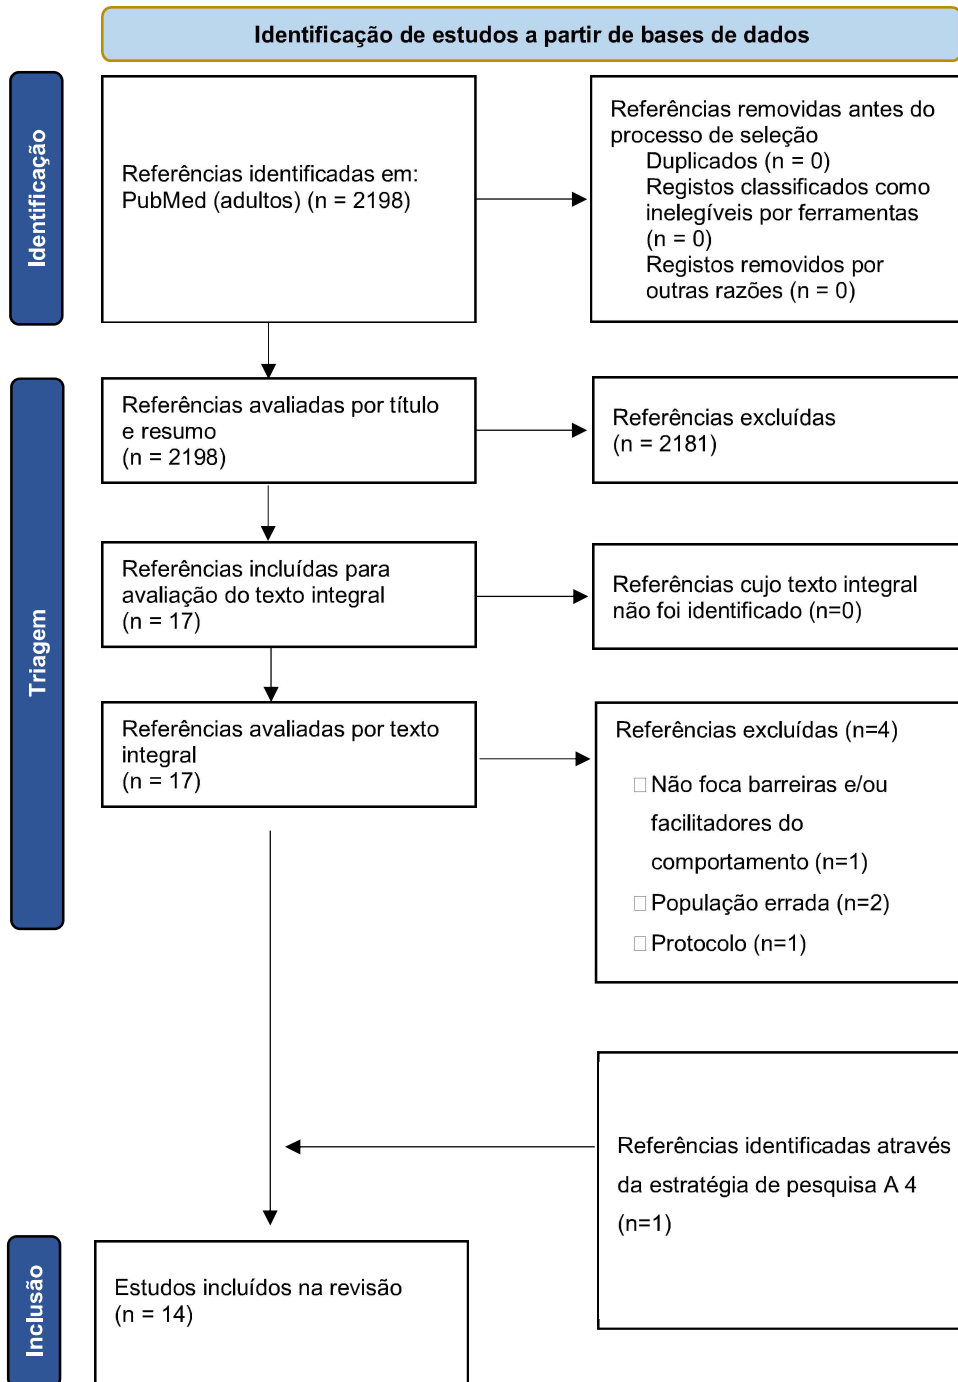 Identificação de estudos a partir de bases de dados
Identificação
Referências identificadas em:
PubMed (adultos) (n = 2198)
Referências removidas antes do
processo de seleção
Duplicados (n = 0)
Registos classificados como
inelegíveis por ferramentas
(n = 0)
Registos removidos por
outras razões (n = 0)
Triagem
Referências avaliadas por título
e resumo
(n = 2198)
Referências excluídas
(n = 2181)
Referências incluídas para
avaliação do texto integral
(n = 17)
Referências cujo texto integral
não foi identificado (n=0)
Referências avaliadas por texto
integral
(n = 17)
Referências excluídas (n=4)
Não foca barreiras e/ou
facilitadores do
comportamento (n=1)
População errada (n=2)
Protocolo (n=1)
Referências identificadas através
da estratégia de pesquisa A 4
(n=1)
Inclusão
Estudos incluídos na revisão
(n = 14)